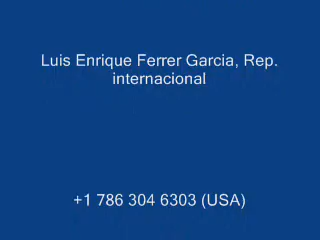 Luis Enrique Ferrer Garcia, Rep.
internacional
+1 786 304 6303 (USA)